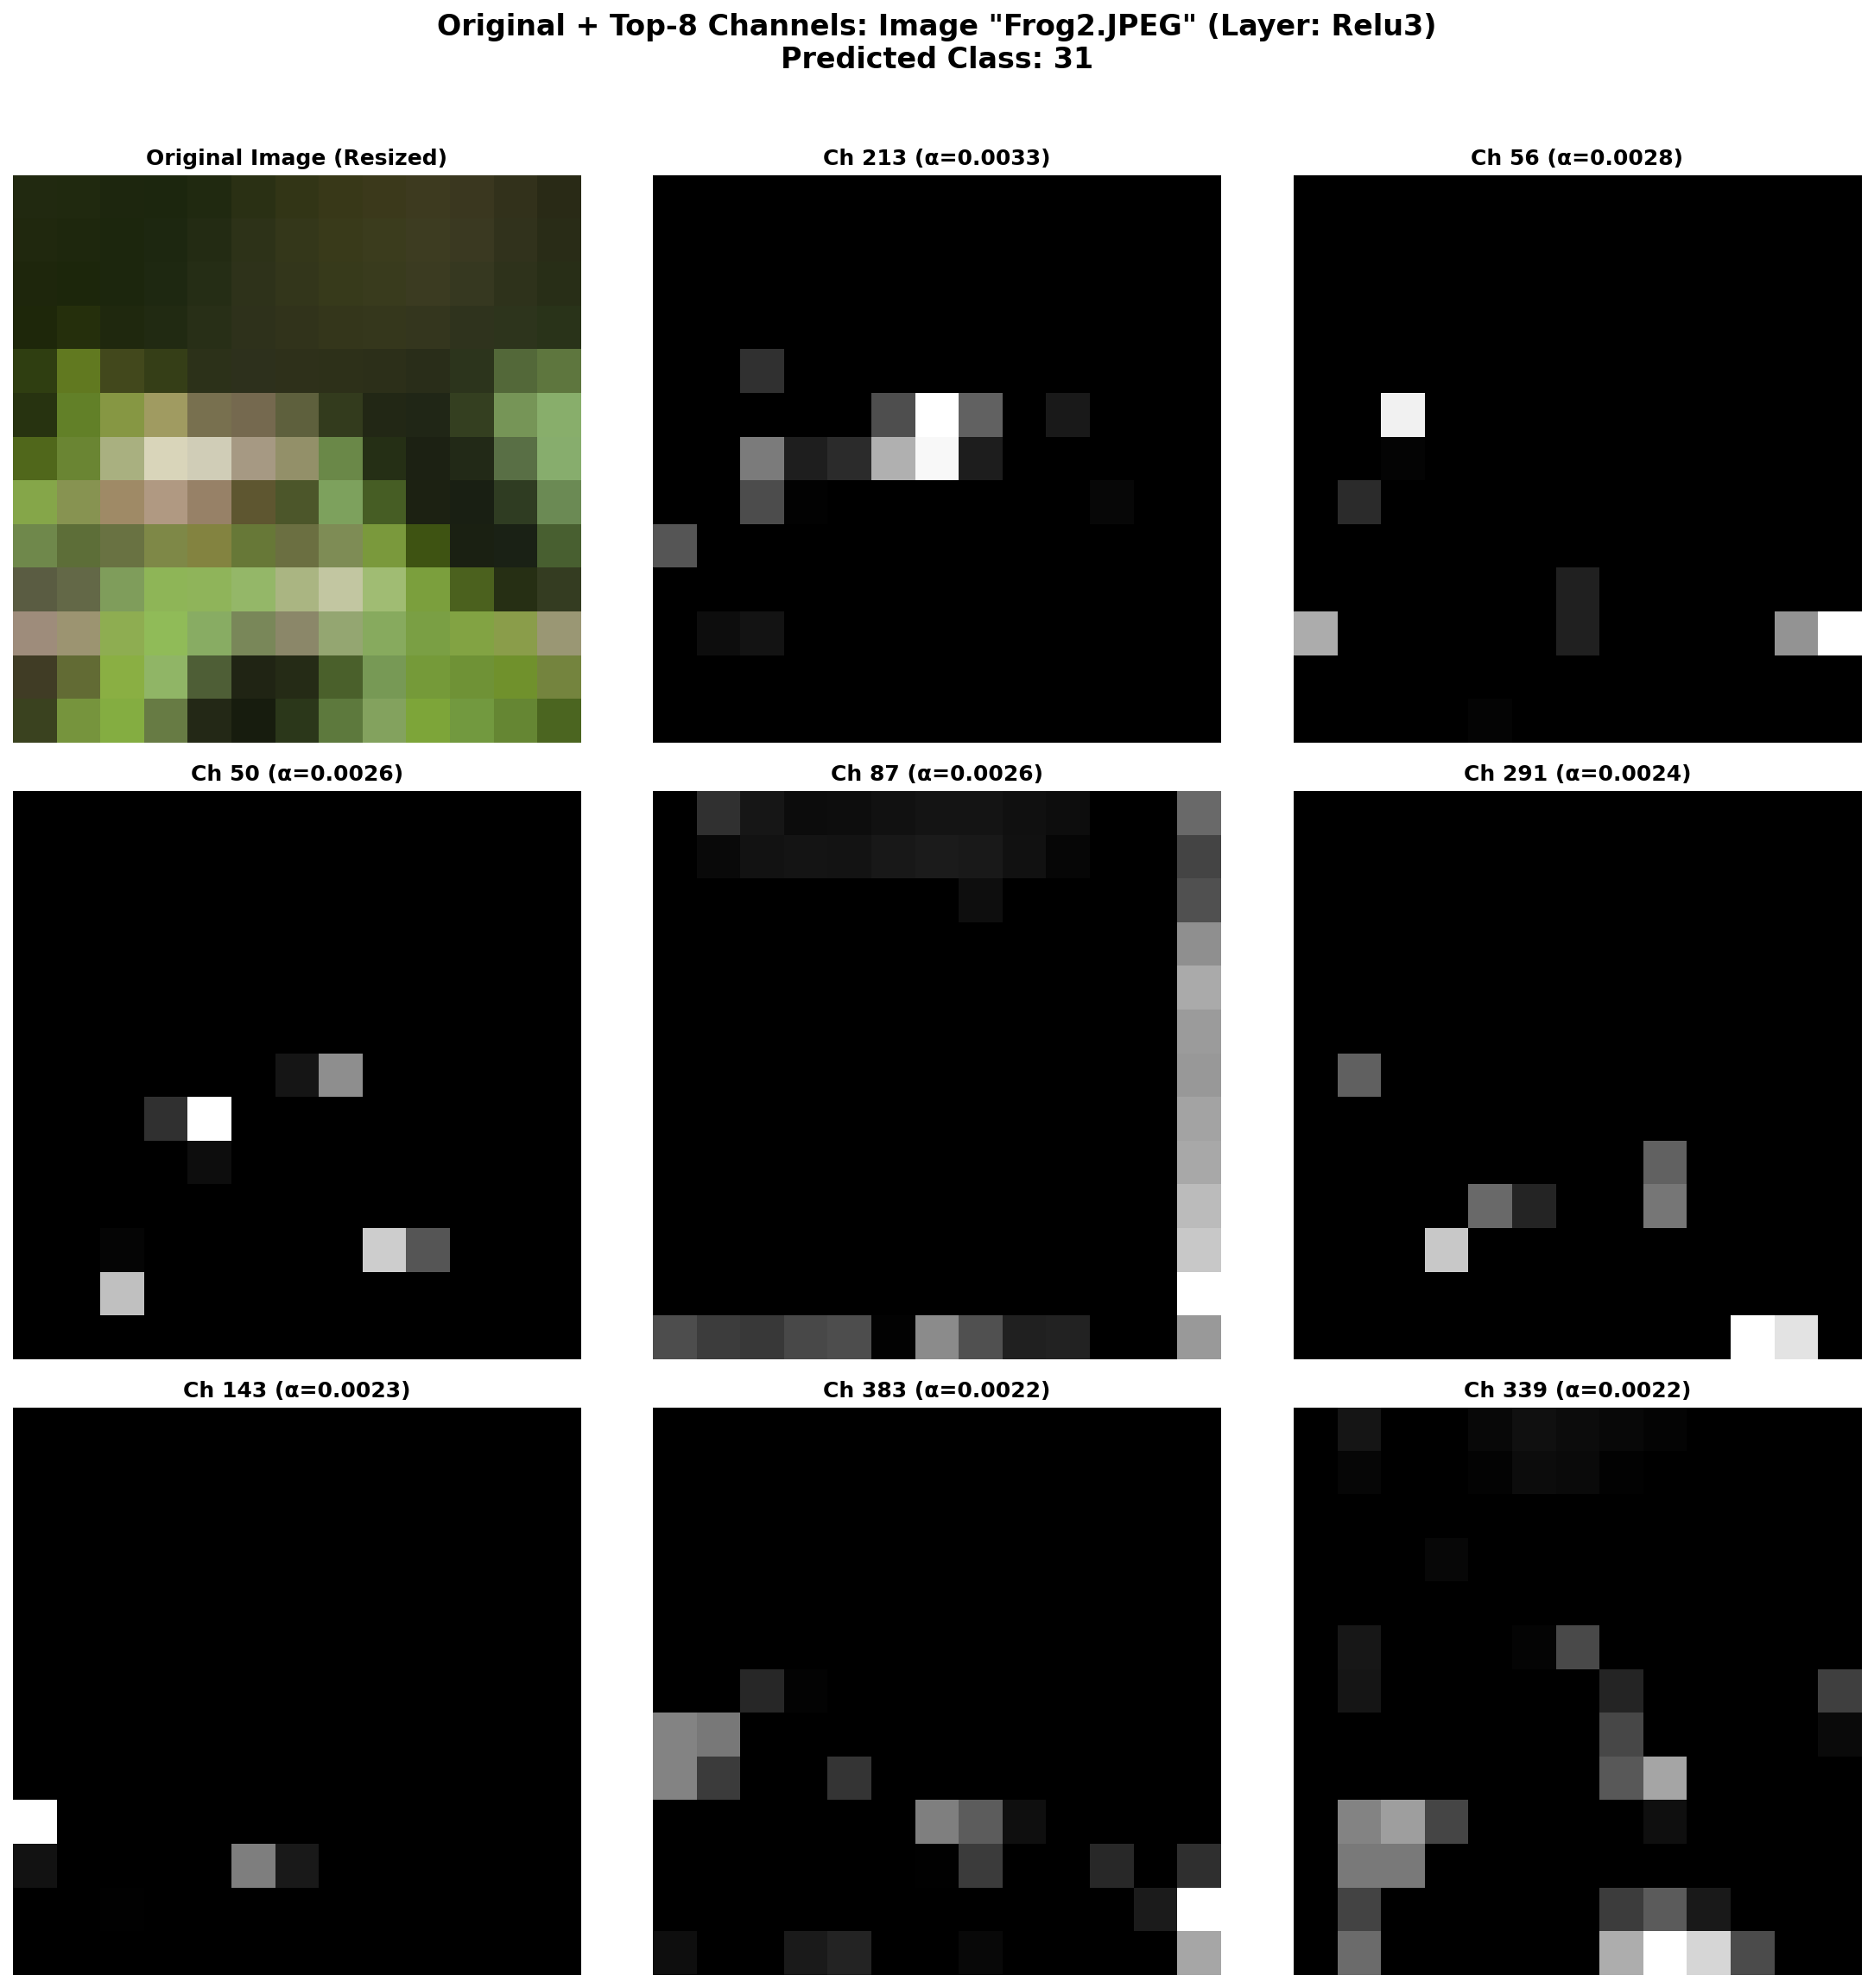 Original + Top-8 Channels: Image "Frog2.JPEG" (Layer: Relu3)
Predicted Class: 31
Original Image (Resized)
Ch 213 (α=0.0033)
Ch 56 (α=0.0028)
Ch 50 (α=0.0026)
Ch 87 (α=0.0026)
Ch 291 (α=0.0024)
Ch 143 (α=0.0023)
Ch 383 (α=0.0022)
Ch 339 (α=0.0022)